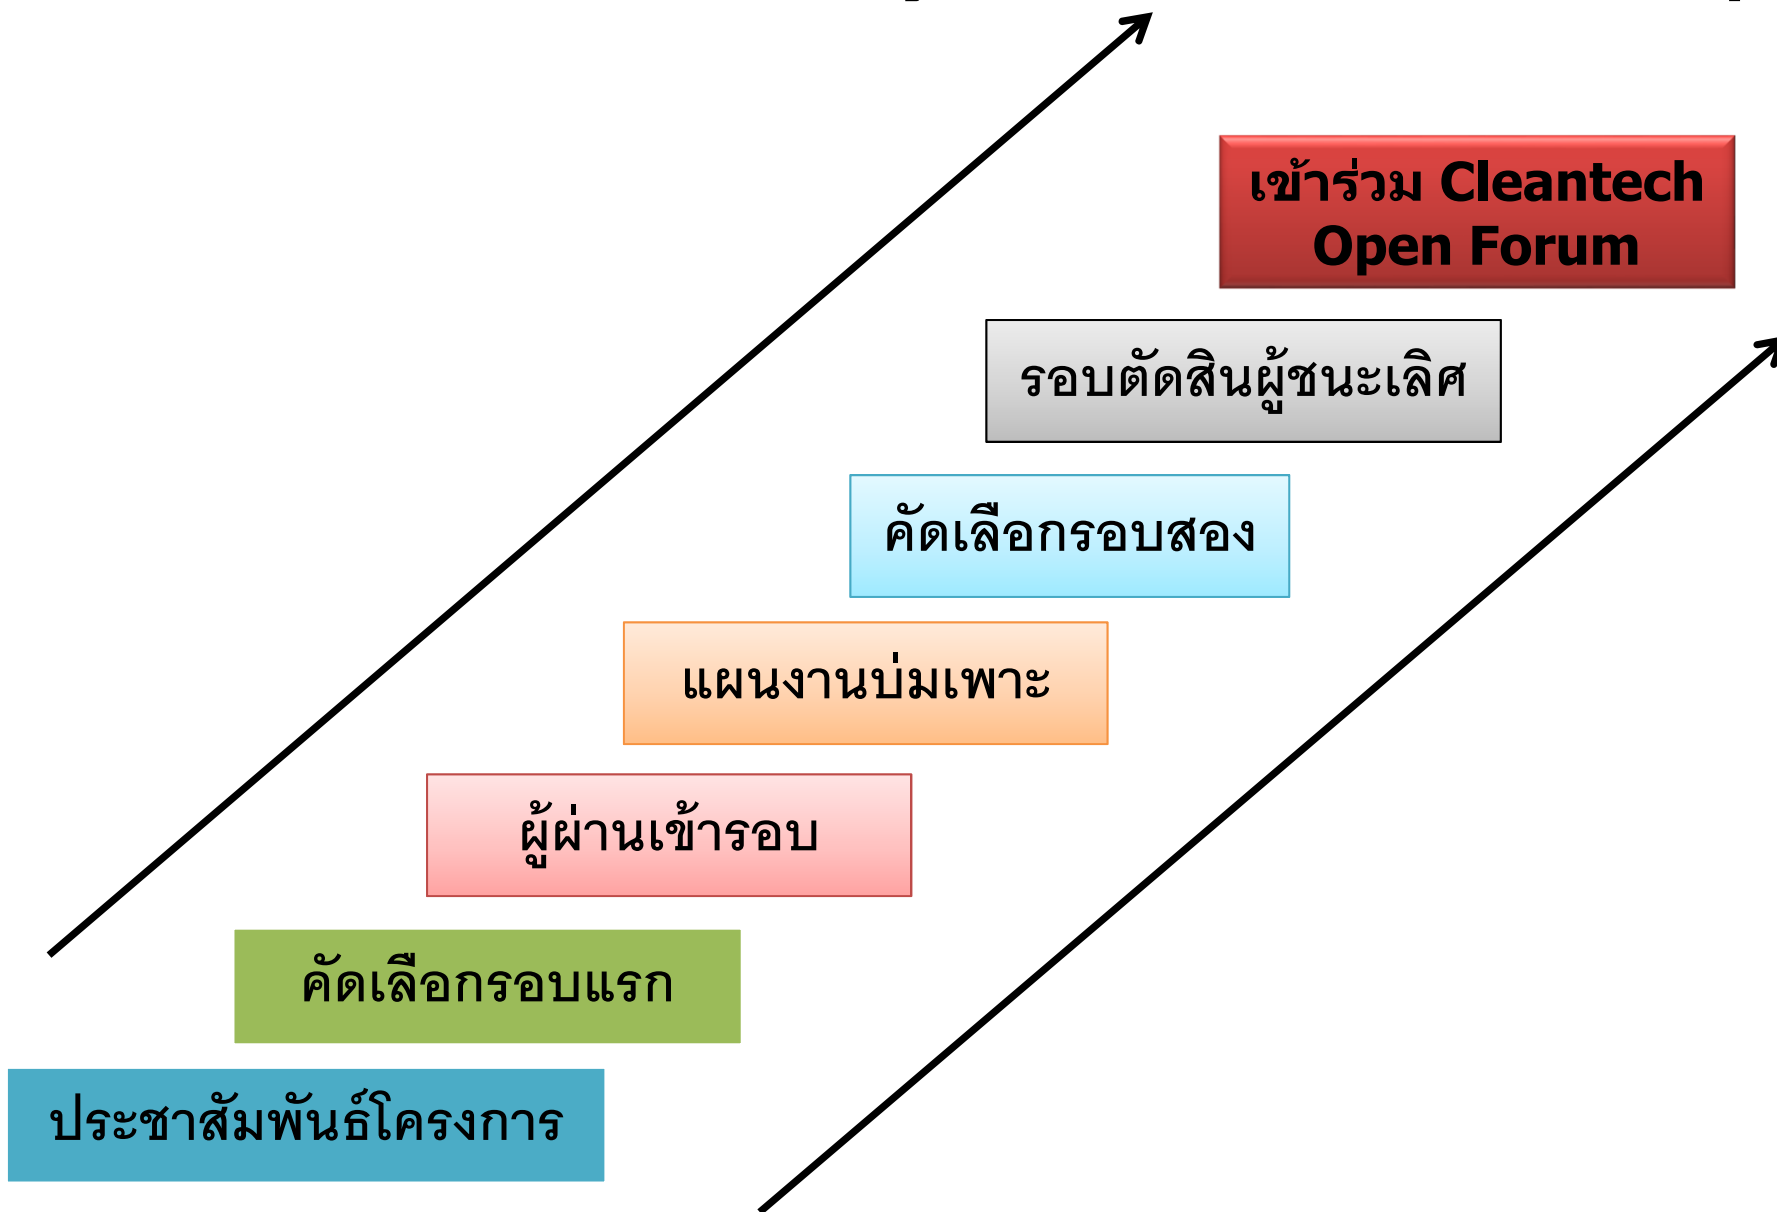 เข้าร่วม Cleantech
Open Forum
รอบตัดสินผู้ชนะเลิศ
คัดเลือกรอบสอง
แผนงานบ่มเพาะ
ผู้ผ่านเข้ารอบ
คัดเลือกรอบแรก
ประชาสัมพันธ์โครงการ